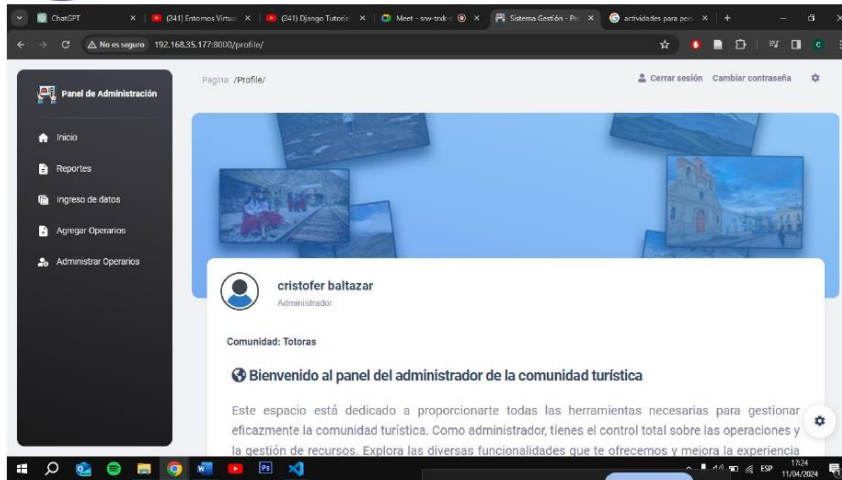 ChatGPT
(241) Entornos Virtua
(241) Django Tutoria
Meet - srw-tnxk-
Sistema Gestión - Pa
actividades para pers
No es seguro 192.168.35.177:8000/profile/
Panel de Administración
Pagina /Profile/
Cerrar sesión Cambiar contraseña
Inicio
Reportes
Ingreso de datos
Agregar Operarios
Administrar Operarios
cristofer baltazar
Administrador
Comunidad: Totoras
Bienvenido al panel del administrador de la comunidad turística
Este espacio está dedicado a proporcionarte todas las herramientas necesarias para gestionar
eficazmente la comunidad turística. Como administrador, tienes el control total sobre las operaciones y
la gestión de recursos. Explora las diversas funcionalidades que te ofrecemos y mejora la experiencia
ESP
17:24
11/04/2024